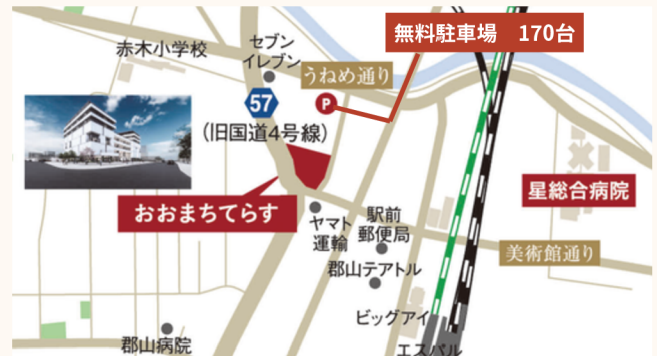 無料駐車場 170台
赤木小学校
セブン
イレブン
うねめ通り
P
57
(旧国道4号線)
星総合病院
おおまちてらす
ヤマト
運輸
駅前
郵便局
美術館通り
郡山テアトル
ビッグアイ
郡山病院
エスパル